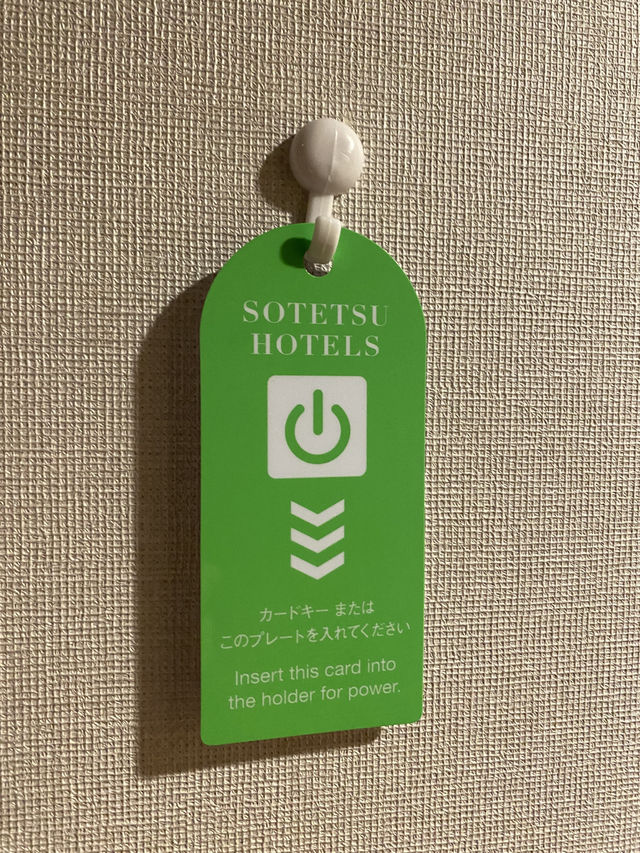 SOTETSU
HOTELS
カードキー または
このプレートを入れてください
Insert this card into
the holder for power.